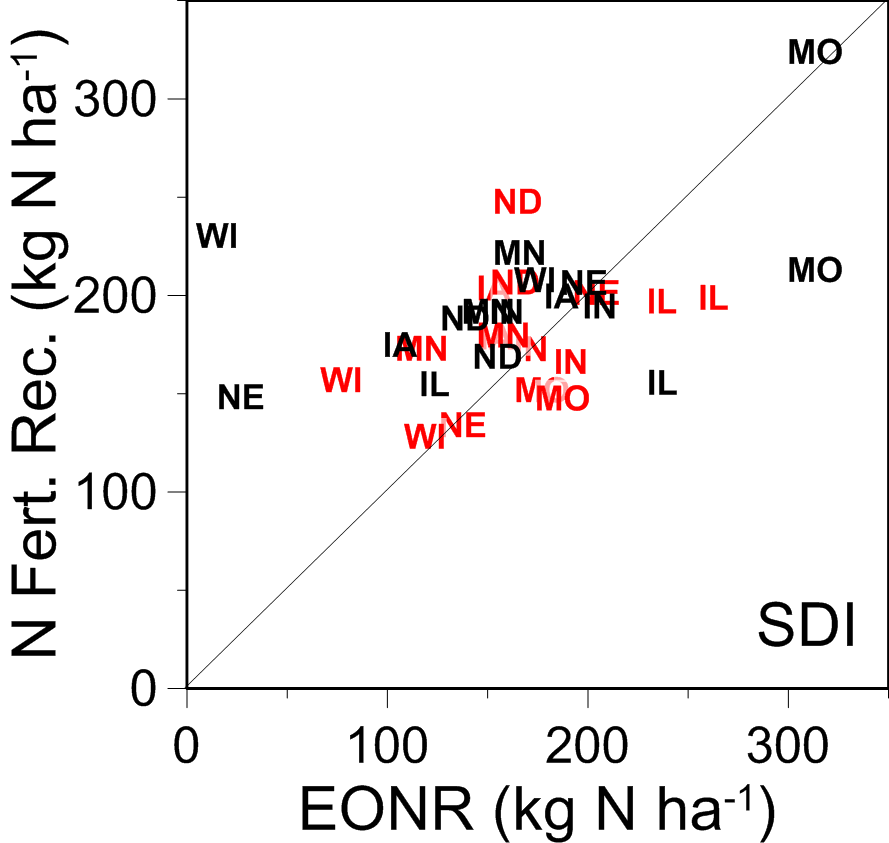 N Fert. Rec. (kg N ha-1)
300
200
100
0
MO
ND
WI
MN
MO
WI
ND
NE
NE
IA
IL
IL
IN
ND
MN
IN
MN
IA
MN
ND
IN
WI
IL
IL
NE
MO
MO
NE
WI
SDI
0
100
200
300
EONR (kg N ha-1)